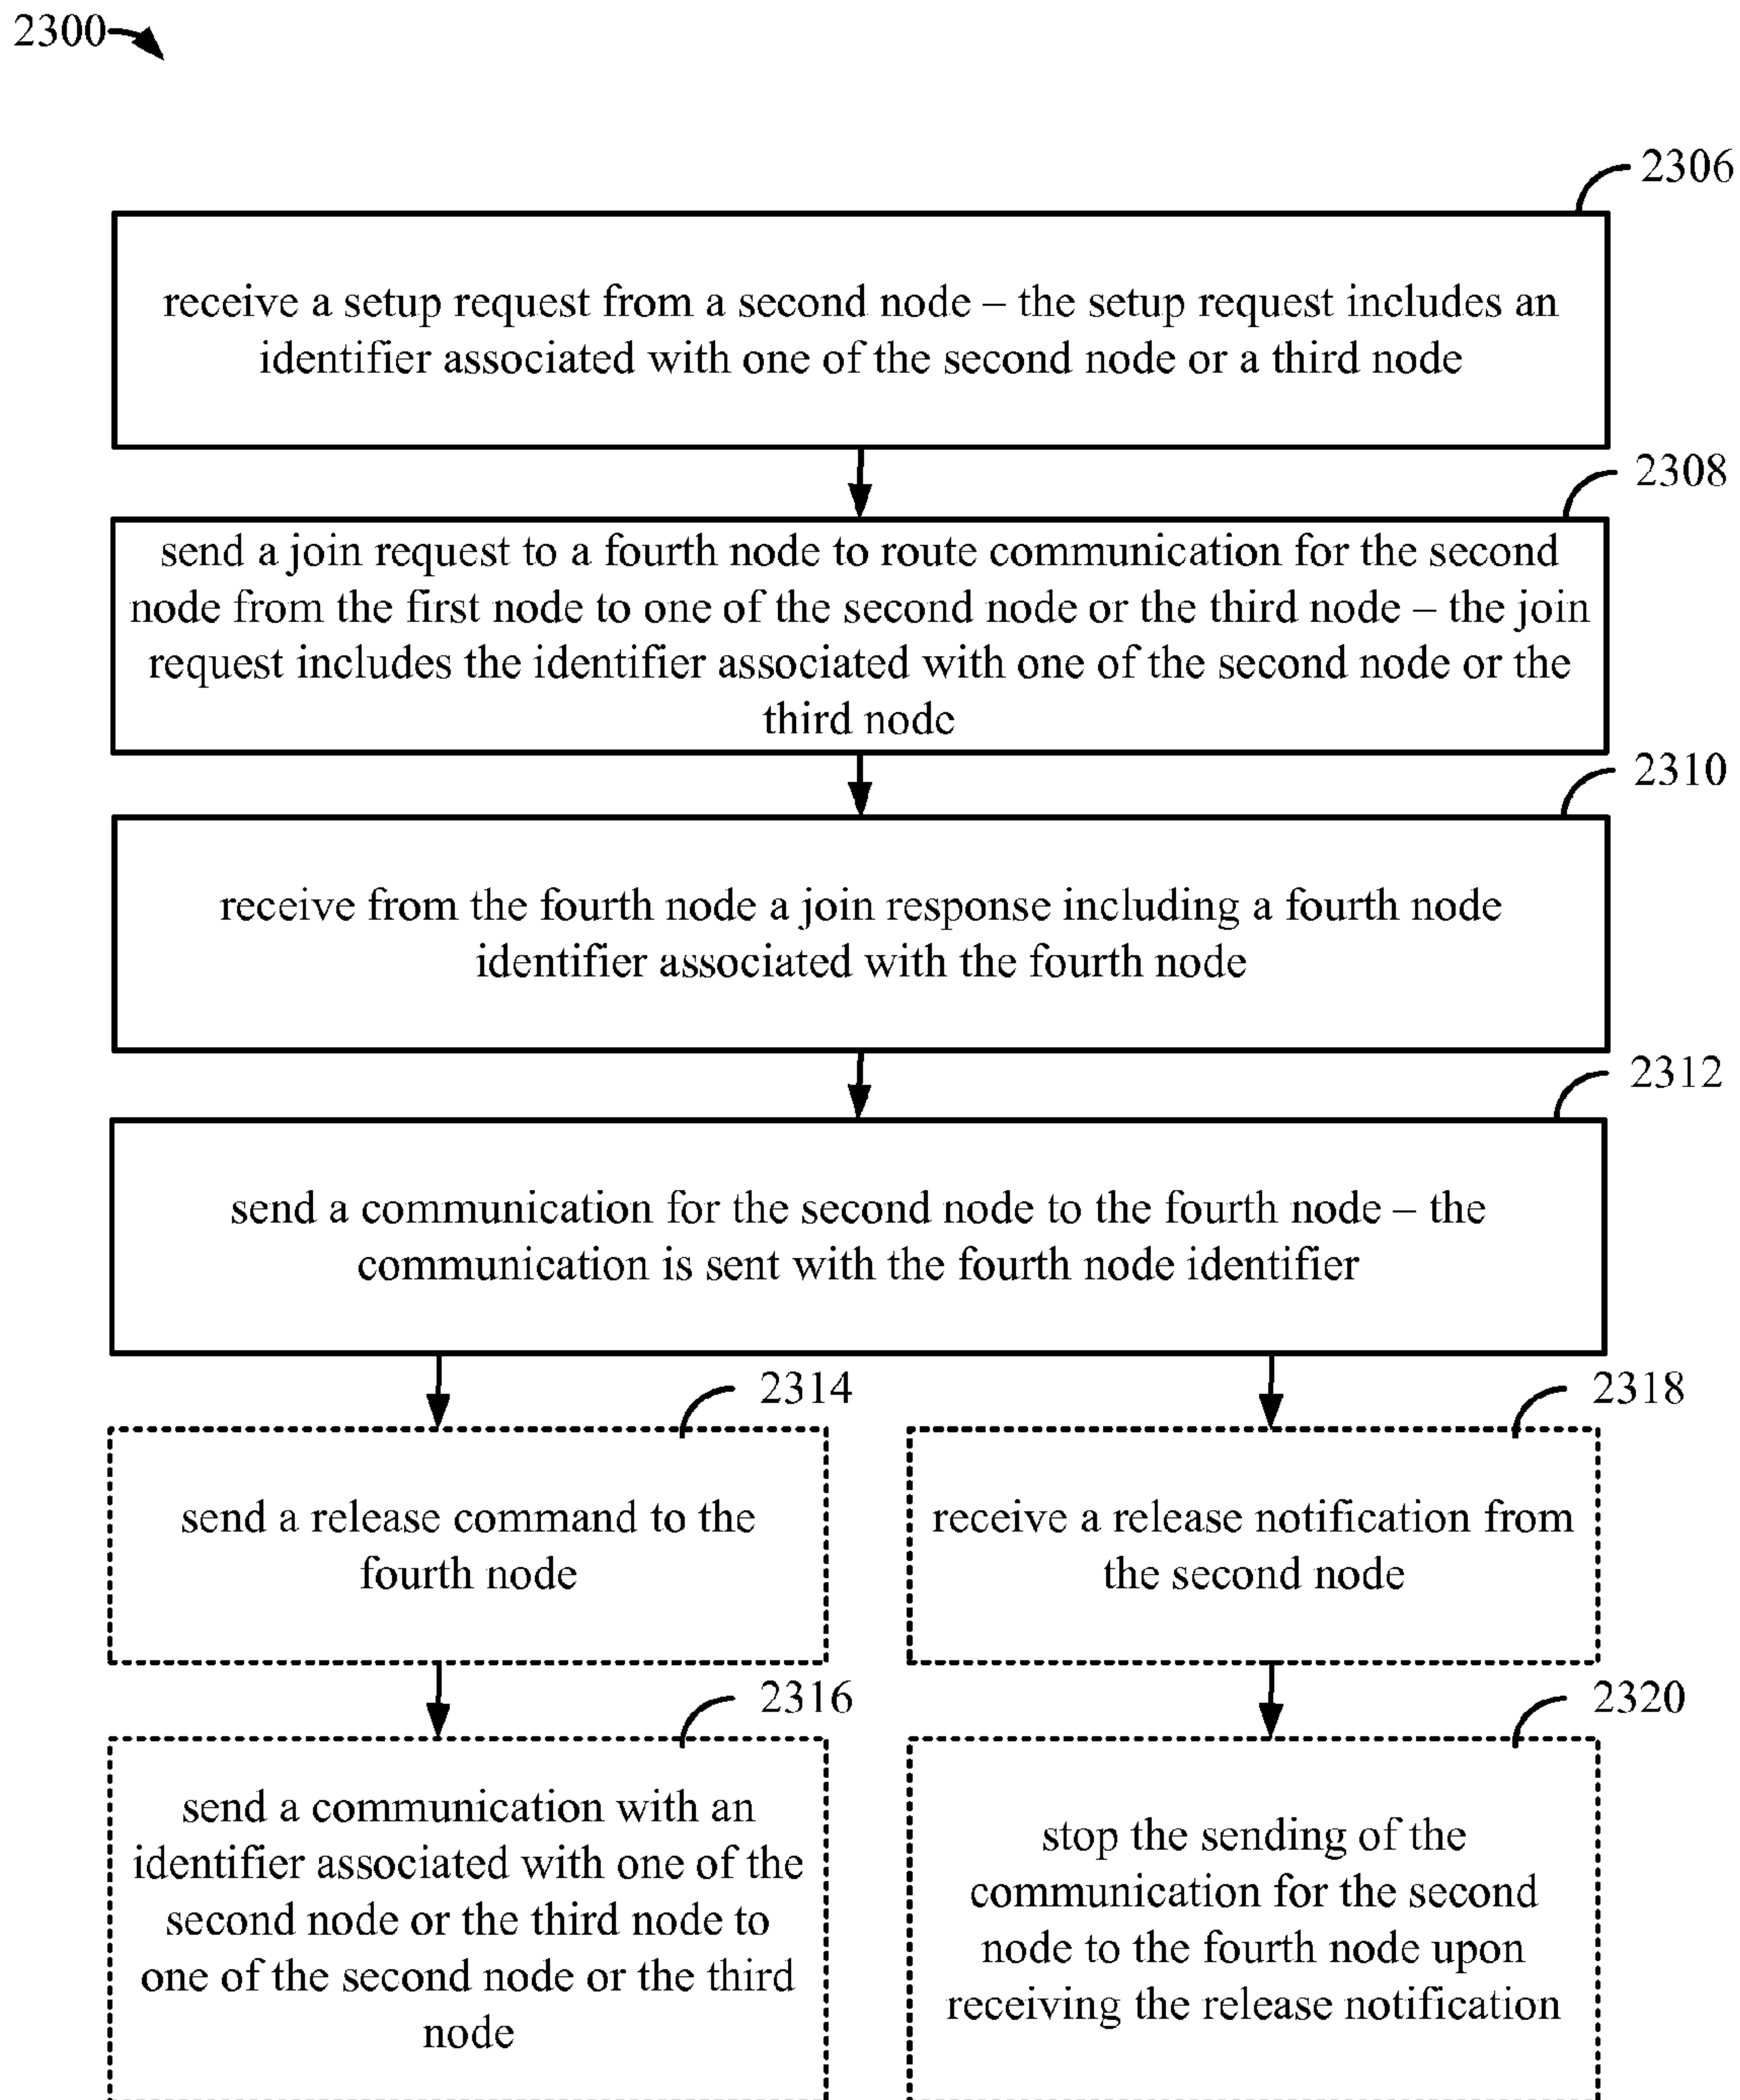 2300
2306
receive a setup request from a second node – the setup request includes an
identifier associated with one of the second node or a third node
2308
send a join request to a fourth node to route communication for the second
node from the first node to one of the second node or the third node – the join
request includes the identifier associated with one of the second node or the
third node
2310
receive from the fourth node a join response including a fourth node
identifier associated with the fourth node
2312
send a communication for the second node to the fourth node – the
communication is sent with the fourth node identifier
2314
send a release command to the
fourth node
2316
send a communication with an
identifier associated with one of the
second node or the third node to
one of the second node or the third
node
2318
receive a release notification from
the second node
2320
stop the sending of the
communication for the second
node to the fourth node upon
receiving the release notification